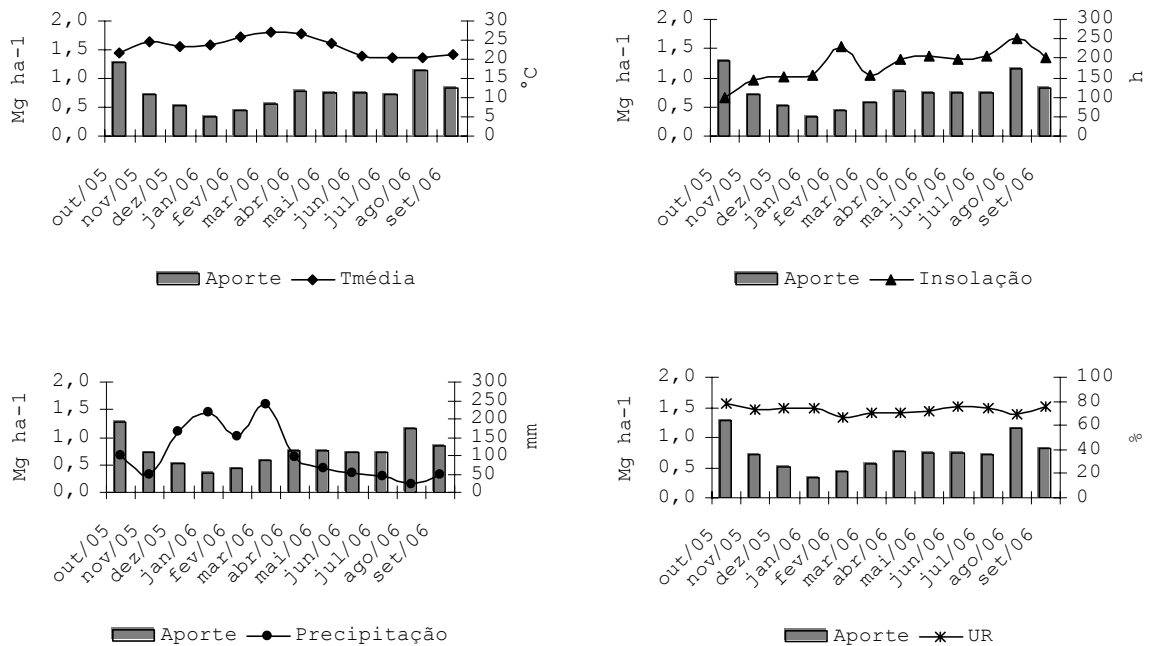 Mg ha-1
2,0
1,5
1,0
0,5
0,0
30
25
20
15
10
5
0
°C
out/05
nov/05
dez/05
jan/06
fev/06
mar/06
abr/06
mai/06
jun/06
jul/06
ago/06
set/06
Aporte Tmédia
Mg ha-1
2,0
1,5
1,0
0,5
0,0
300
250
200
150
100
50
0
h
out/05
nov/05
dez/05
jan/06
fev/06
mar/06
abr/06
mai/06
jun/06
jul/06
ago/06
set/06
Aporte Insolação
Mg ha-1
2,0
1,5
1,0
0,5
0,0
300
250
200
150
100
50
0
mm
out/05
nov/05
dez/05
jan/06
fev/06
mar/06
abr/06
mai/06
jun/06
jul/06
ago/06
set/06
Aporte Precipitação
Mg ha-1
2,0
1,5
1,0
0,5
0,0
100
80
60
40
20
0
%
out/05
nov/05
dez/05
jan/06
fev/06
mar/06
abr/06
mai/06
jun/06
jul/06
ago/06
set/06
Aporte UR